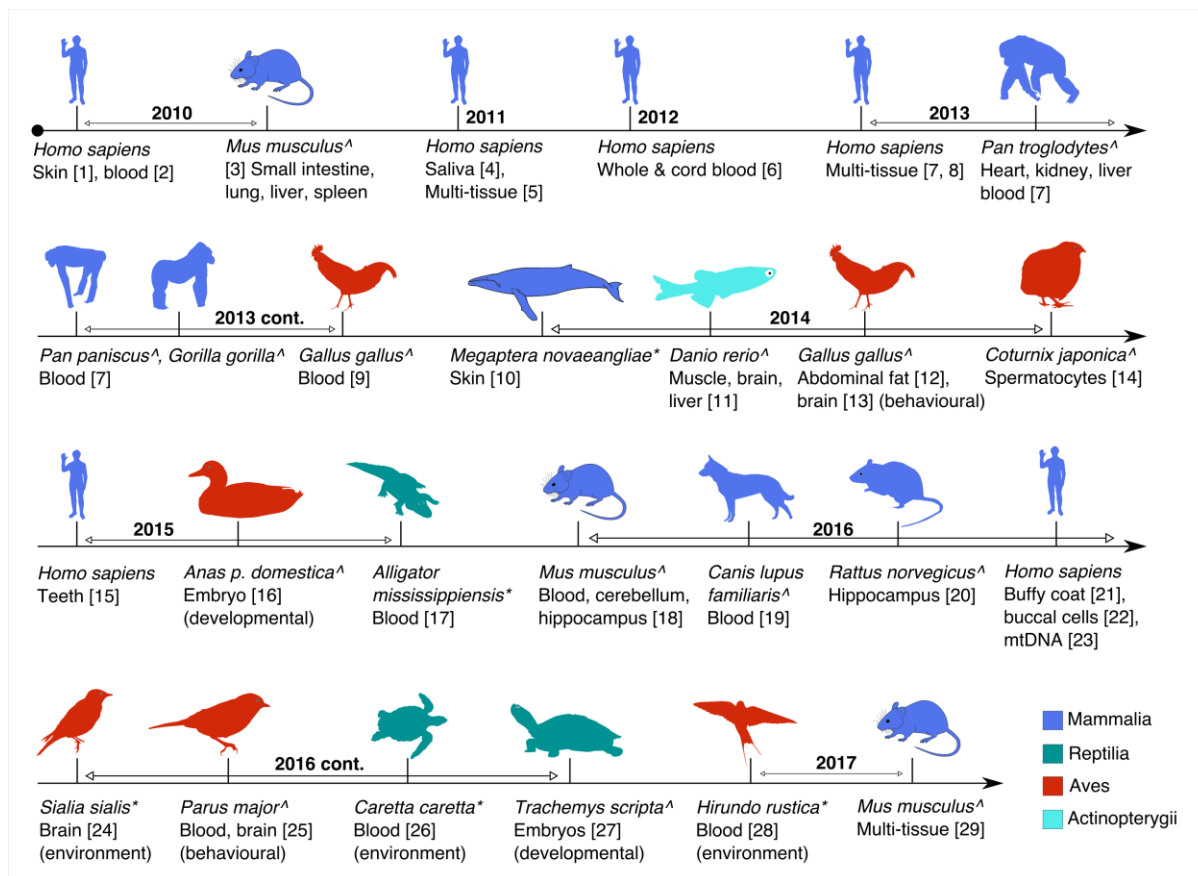 2010
2011
2012
2013
Homo sapiens
Skin [1], blood [2]
Mus musculus^
[3] Small intestine,
lung, liver, spleen
Homo sapiens
Saliva [4],
Multi-tissue [5]
Homo sapiens
Whole & cord blood [6]
Homo sapiens
Multi-tissue [7, 8]
Pan troglodytes^
Heart, kidney, liver
blood [7]
2013 cont.
2014
Pan paniscus^, Gorilla gorilla^
Blood [7]
Gallus gallus^
Blood [9]
Megaptera novaeangliae*
Skin [10]
Danio rerio^
Muscle, brain,
liver [11]
Gallus gallus^
Abdominal fat [12],
brain [13] (behavioural)
Coturnix japonica^
Spermatocytes [14]
2015
2016
Homo sapiens
Teeth [15]
Anas p. domestica^
Embryo [16]
(developmental)
Alligator
mississippiensis*
Blood [17]
Mus musculus^
Blood, cerebellum,
hippocampus [18]
Canis lupus
familiaris^
Blood [19]
Rattus norvegicus^
Hippocampus [20]
Homo sapiens
Buffy coat [21],
buccal cells [22],
mtDNA [23]
2016 cont.
2017
Sialia sialis*
Brain [24]
(environment)
Parus major^
Blood, brain [25]
(behavioural)
Caretta caretta*
Blood [26]
(environment)
Trachemys scripta^
Embryos [27]
(developmental)
Hirundo rustica*
Blood [28]
(environment)
Mus musculus^
Multi-tissue [29]
Mammalia
Reptilia
Aves
Actinopterygii